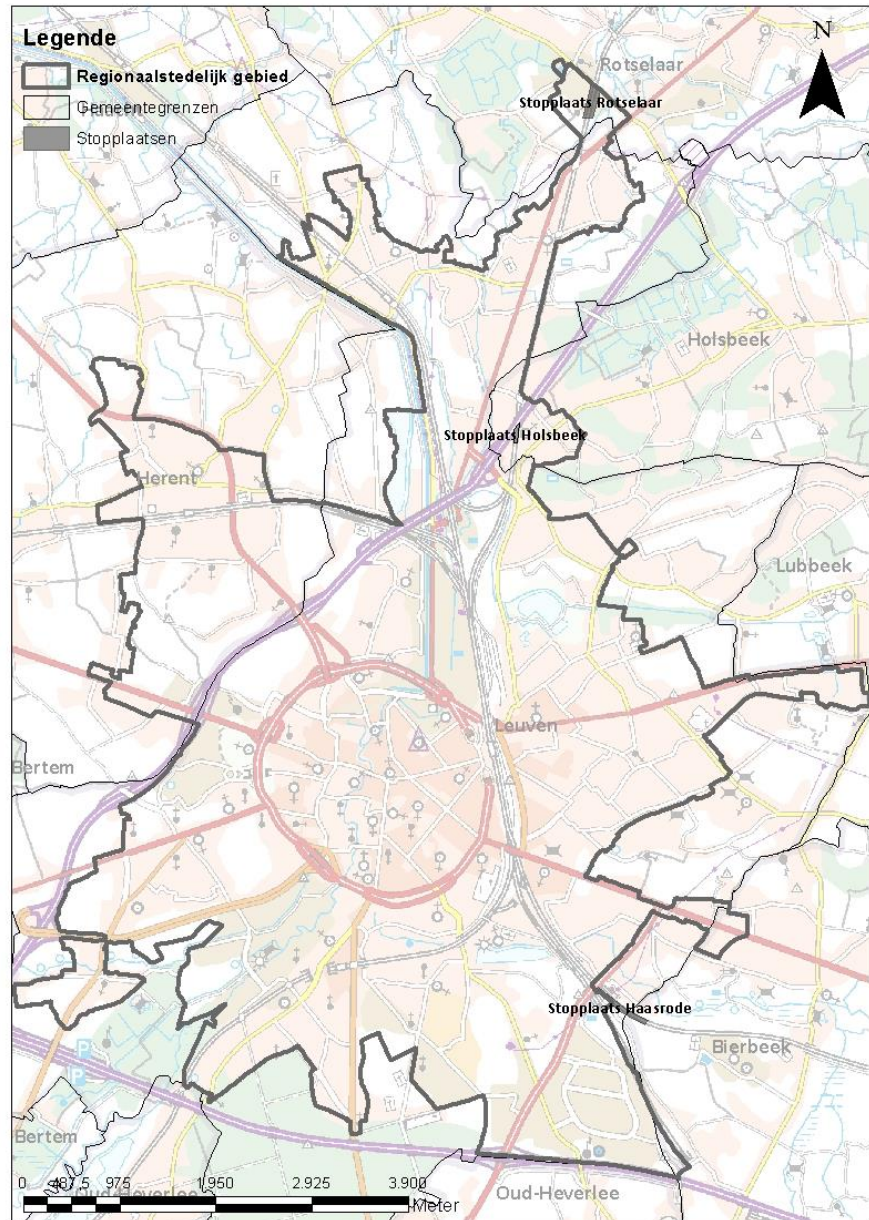 Legende
Regionaalstedelijk gebied
Gemeentegrenzen
Stopplaatsen
N
Rotselaar
Stopplaats Rotselaar
Holsbeek
Stopplaats Holsbeek
Herent
Lubbeek
Leuven
Bertem
Stopplaats Haasrode
Bierbeek
P
P
Bertem
Oud-Heverlee
Oud-Heverlee
0 487,5 975 1.950 2.925 3.900
Meter